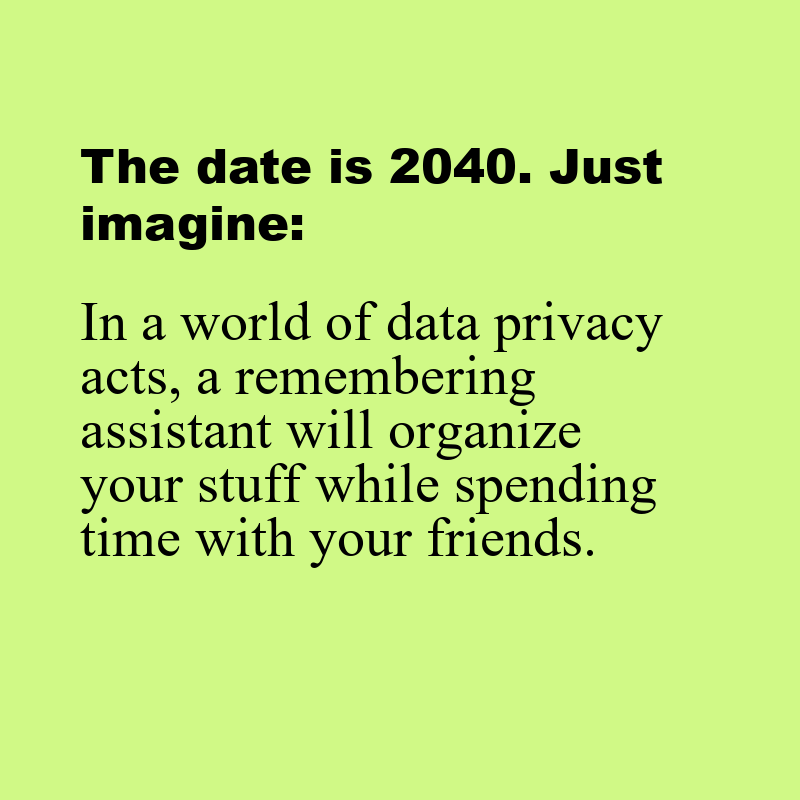 The date is 2040. Just
imagine:
In a world of data privacy
acts, a remembering
assistant will organize
your stuff while spending
time with your friends.